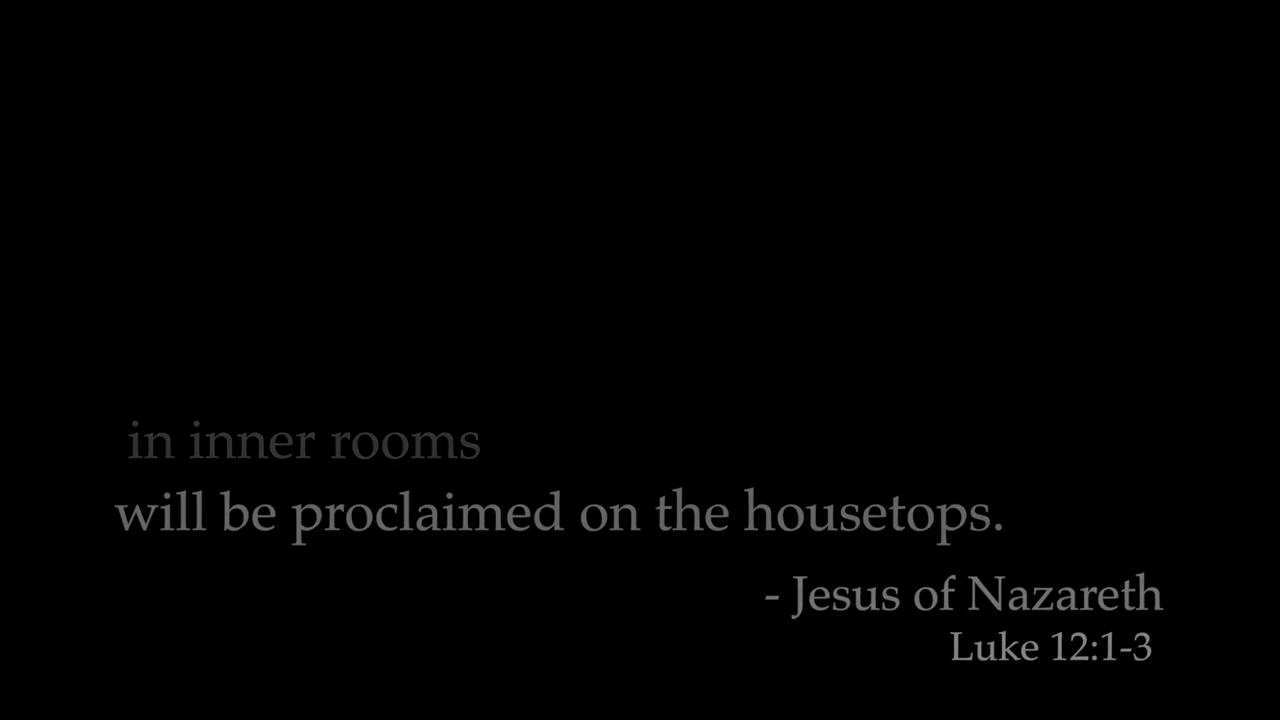 in inner rooms
will be proclaimed on the housetops.
- Jesus of Nazareth
Luke 12:1-3